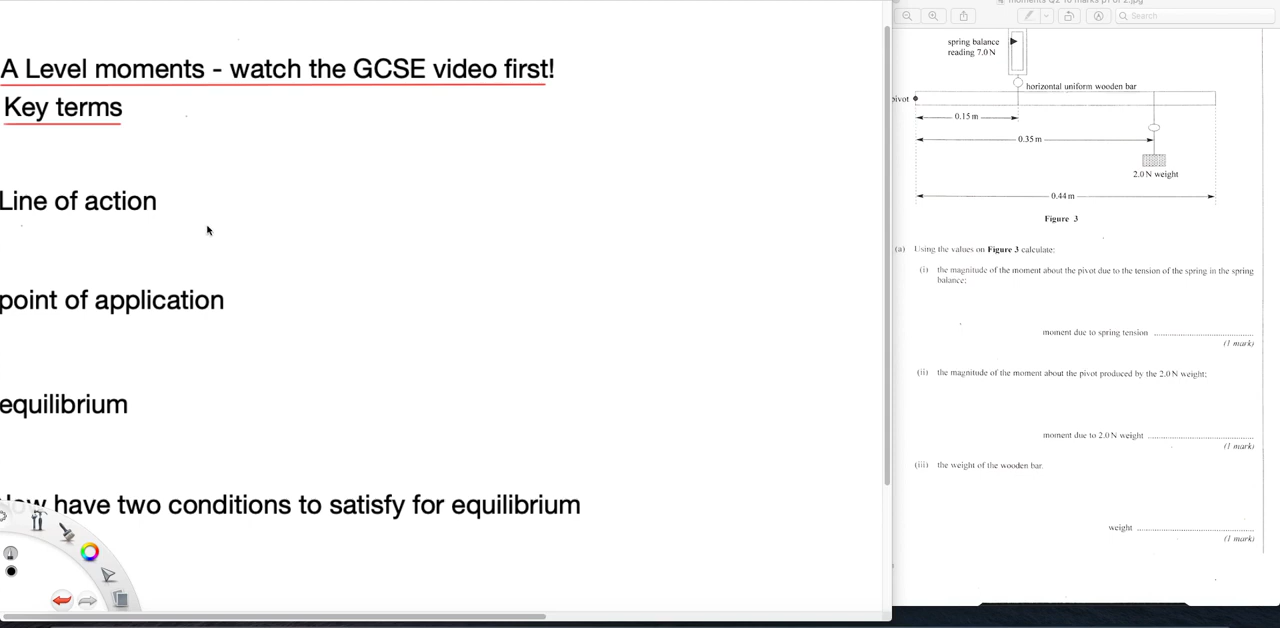 A Level moments - watch the GCSE video first!
Key terms
Line of action
point of application
equilibrium
have two conditions to satisfy for equilibrium
Search
spring balance
reading 7.0 N
horizontal uniform wooden bar
0.15 m
0.35 m
2.0 N weight
0.44 m
Figure 3
(a) Using the values on Figure 3 calculate:
(i) the magnitude of the moment about the pivot due to the tension of the spring in the spring
balance;
moment due to spring tension
(1 mark)
(ii) the magnitude of the moment about the pivot produced by the 2.0 N weight;
moment due to 2.0 N weight
(1 mark)
(iii) the weight of the wooden bar.
weight
(1 mark)